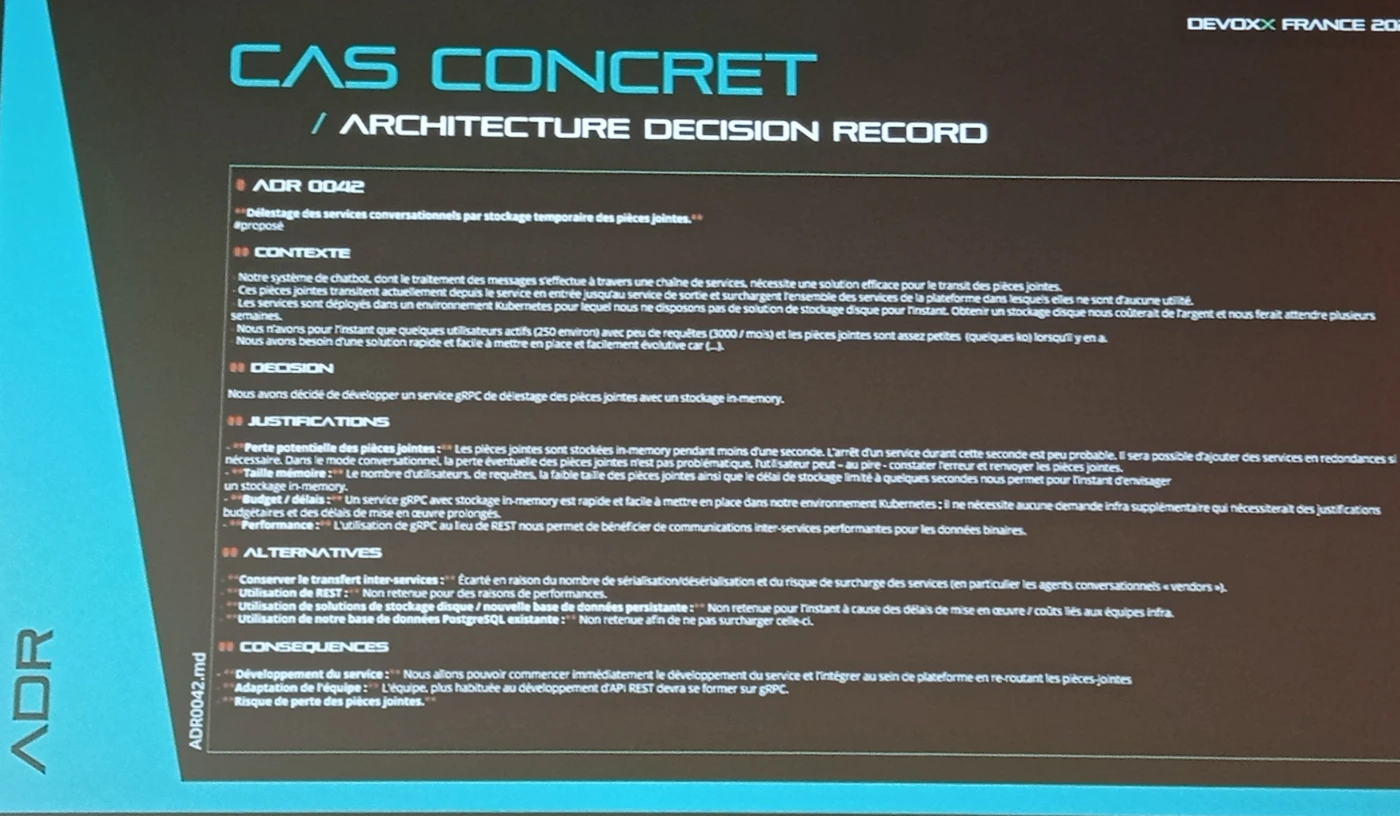 DEVOXX FRANCE 20
CAS CONCRET
/ ARCHITECTURE DECISION RECORD
# ADR 0042
**Délestage des services conversationnels par stockage temporaire des pièces jointes.**
#proposé
## CONTEXTE
- Notre système de chatbot, dont le traitement des messages s'effectue à travers une chaîne de services, nécessite une solution efficace pour le transit des pièces jointes.
- Ces pièces jointes transitent actuellement depuis le service en entrée jusqu'au service de sortie et surchargent l'ensemble des services de la plateforme dans lesquels elles ne sont d'aucune utilité.
- Les services sont déployés dans un environnement Kubernetes pour lequel nous ne disposons pas de solution de stockage disque pour l'instant. Obtenir un stockage disque nous coûterait de l'argent et nous ferait attendre plusieurs
semaines.
- Nous n'avons pour l'instant que quelques utilisateurs actifs (250 environ) avec peu de requêtes (3000 / mois) et les pièces jointes sont assez petites (quelques ko) lorsqu'il y en a.
- Nous avons besoin d'une solution rapide et facile à mettre en place et facilement évolutive car (...).
## DECISION
Nous avons décidé de développer un service gRPC de délestage des pièces jointes avec un stockage in-memory.
## JUSTIFICATIONS
- **Perte potentielle des pièces jointes :** Les pièces jointes sont stockées in-memory pendant moins d'une seconde. L'arrêt d'un service durant cette seconde est peu probable. Il sera possible d'ajouter des services en redondances si
nécessaire. Dans le mode conversationnel, la perte éventuelle des pièces jointes n'est pas problématique, l'utilisateur peut - au pire - constater l'erreur et renvoyer les pièces jointes.
- **Taille mémoire :** Le nombre d'utilisateurs, de requêtes, la faible taille des pièces jointes ainsi que le délai de stockage limité à quelques secondes nous permet pour l'instant d'envisager
un stockage in-memory.
- **Budget / délais :** Un service gRPC avec stockage in-memory est rapide et facile à mettre en place dans notre environnement Kubernetes ; il ne nécessite aucune demande infra supplémentaire qui nécessiterait des justifications
budgétaires et des délais de mise en œuvre prolongés.
- **Performance :** L'utilisation de gRPC au lieu de REST nous permet de bénéficier de communications inter-services performantes pour les données binaires.
## ALTERNATIVES
- **Conserver le transfert inter-services :** Écarté en raison du nombre de sérialisation/désérialisation et du risque de surcharge des services (en particulier les agents conversationnels « vendors »).
- **Utilisation de REST :** Non retenue pour des raisons de performances.
- **Utilisation de solutions de stockage disque / nouvelle base de données persistante :** Non retenue pour l'instant à cause des délais de mise en œuvre / coûts liés aux équipes infra.
- **Utilisation de notre base de données PostgreSQL existante :** Non retenue afin de ne pas surcharger celle-ci.
## CONSEQUENCES
- **Développement du service :** Nous allons pouvoir commencer immédiatement le développement du service et l'intégrer au sein de plateforme en re-routant les pièces-jointes
- **Adaptation de l'équipe :** L'équipe, plus habituée au développement d'API REST devra se former sur gRPC.
- **Risque de perte des pièces jointes.**
ADR0042.md
ADR